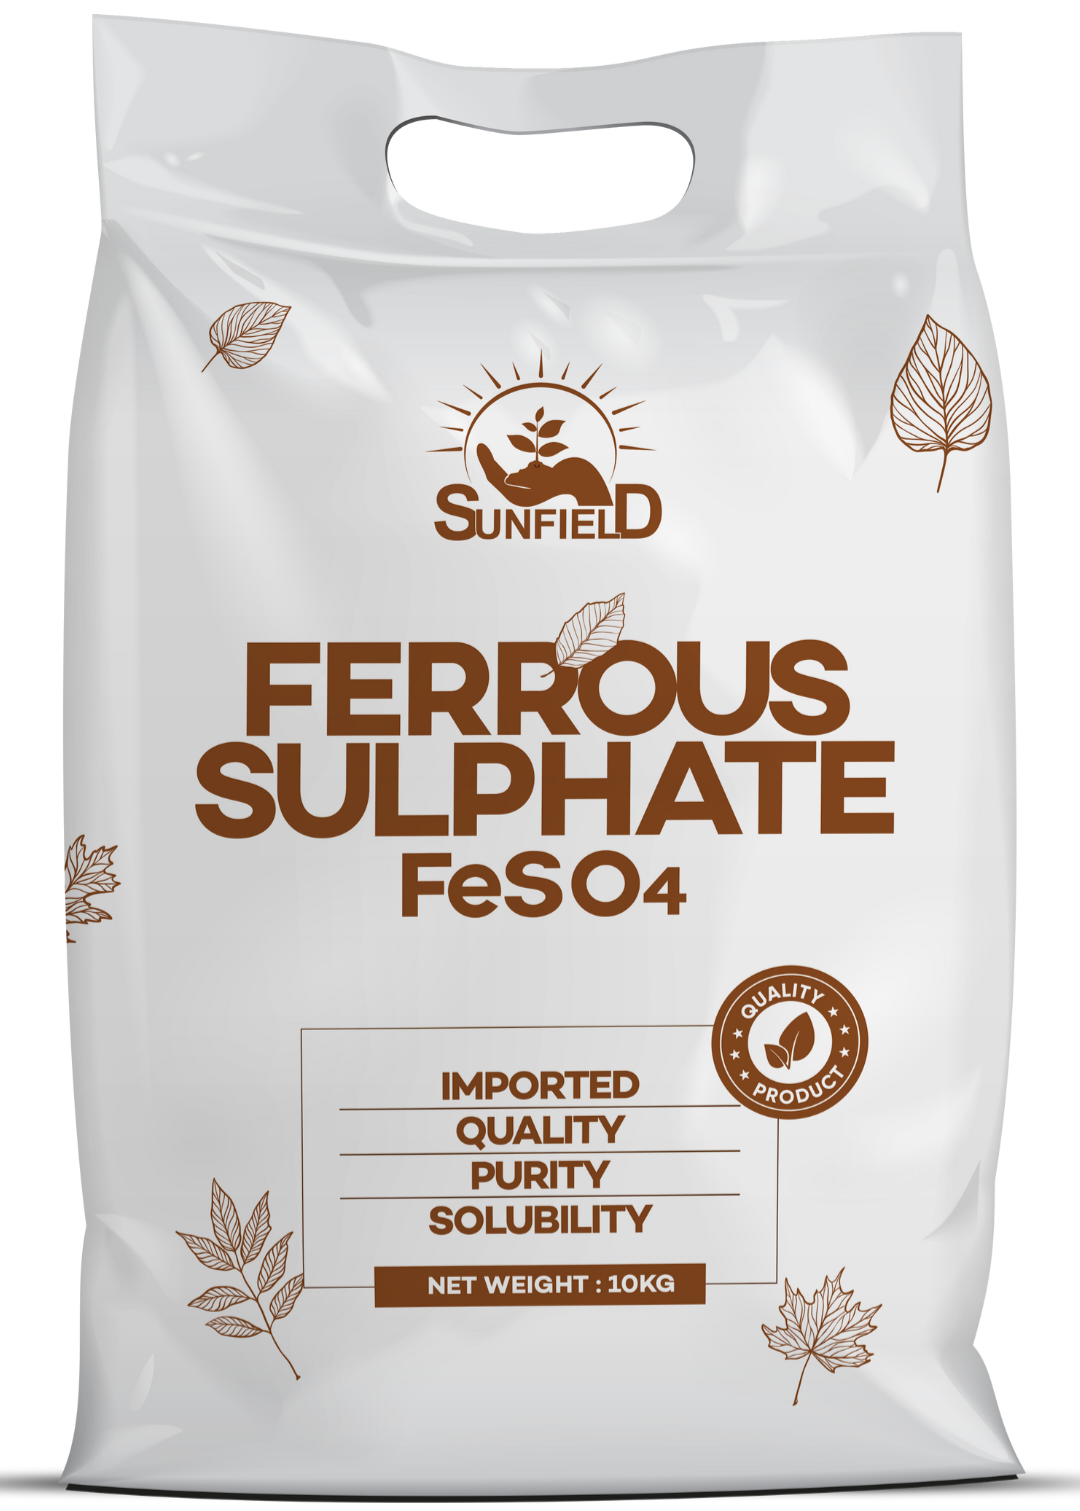 SUNFIELD
FERROUS
SULPHATE
FeSO4
QUALITY
PRODUCT
IMPORTED
QUALITY
PURITY
SOLUBILITY
NET WEIGHT : 10KG